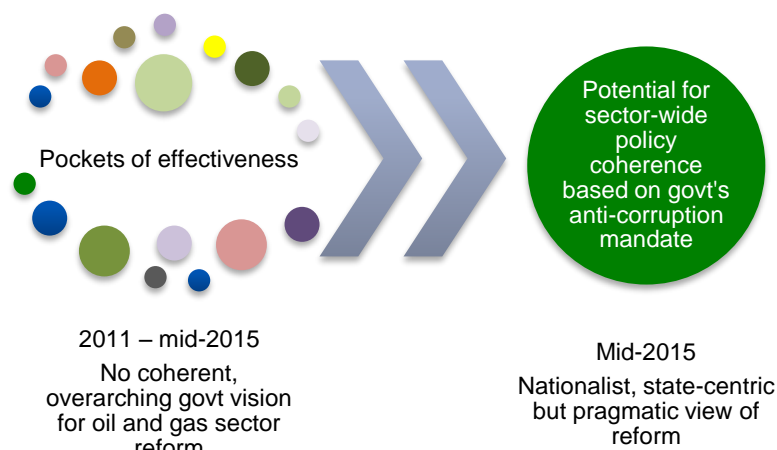 Pockets of effectiveness
2011 – mid-2015
No coherent,
overarching govt vision
for oil and gas sector
reform
Potential for
sector-wide
policy
coherence
based on govt's
anti-corruption
mandate
Mid-2015
Nationalist, state-centric
but pragmatic view of
reform